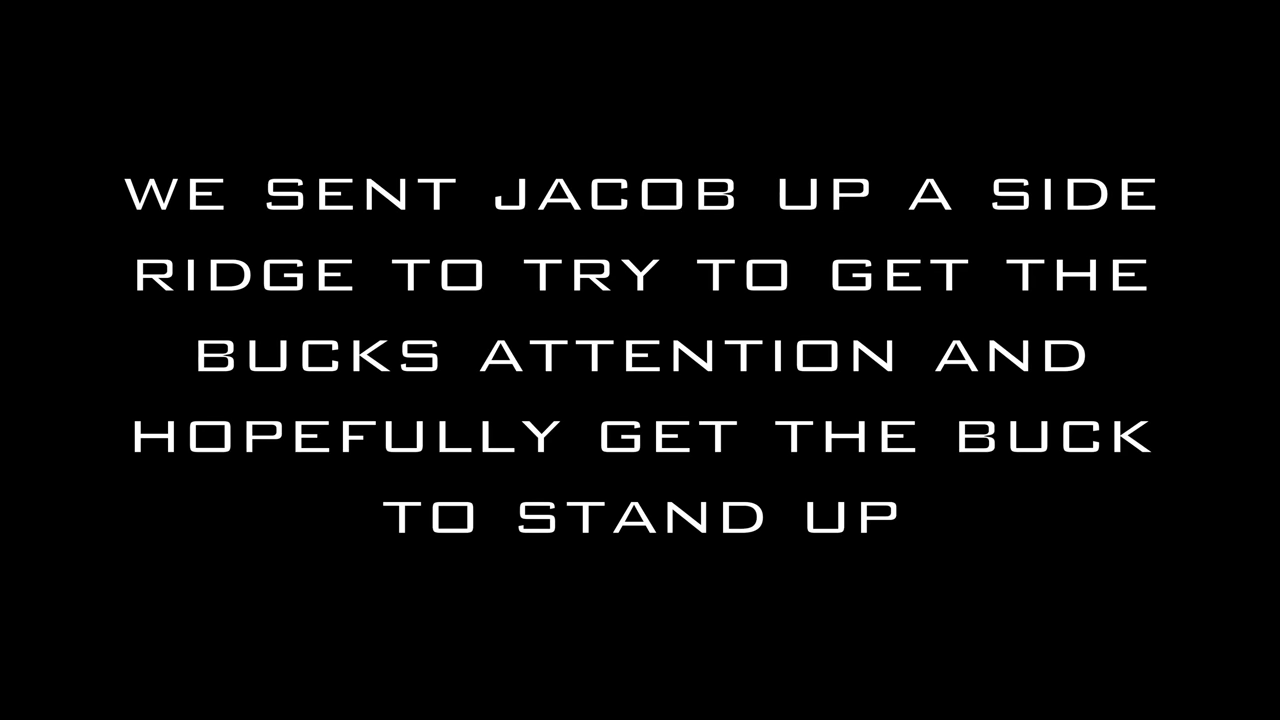 WE SENT JACOB UP A SIDE
RIDGE TO TRY TO GET THE
BUCKS ATTENTION AND
HOPEFULLY GET THE BUCK
TO STAND UP